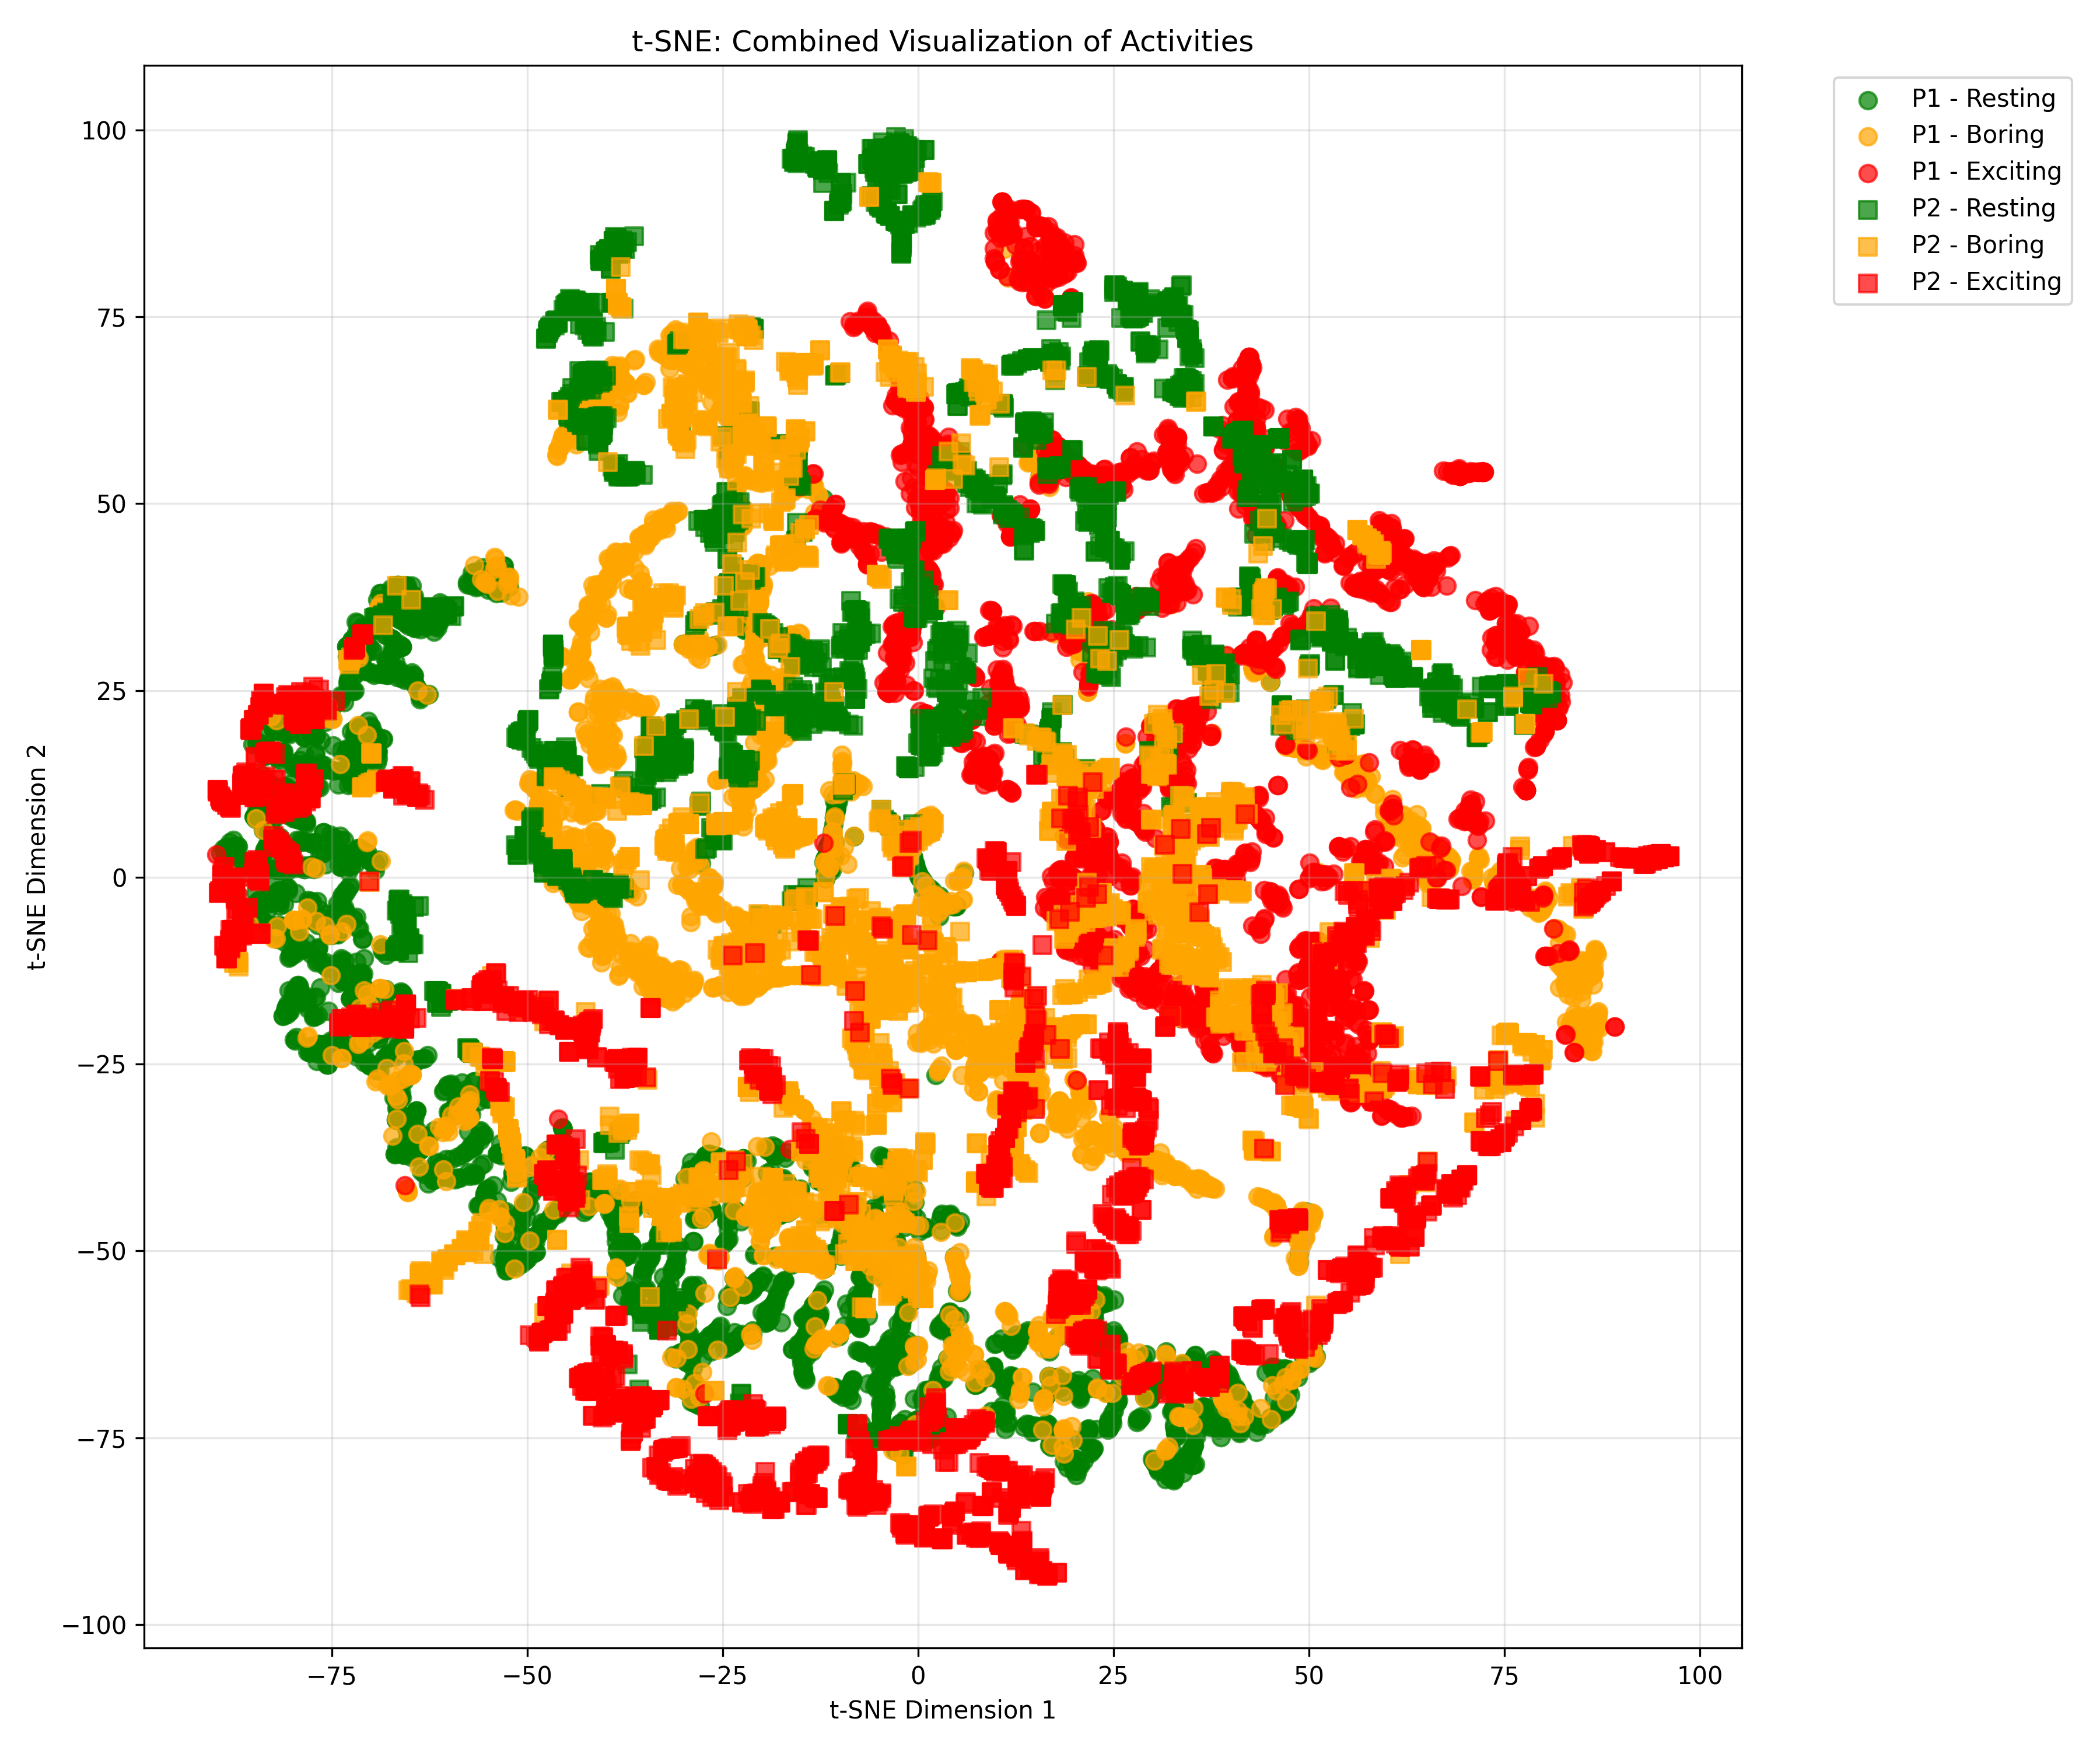 t-SNE: Combined Visualization of Activities
P1 - Resting
P1 - Boring
P1 - Exciting
P2 - Resting
P2 - Boring
P2 - Exciting
t-SNE Dimension 2
100
75
50
25
0
−25
−50
−75
−100
−75
−50
−25
0
25
50
75
100
t-SNE Dimension 1